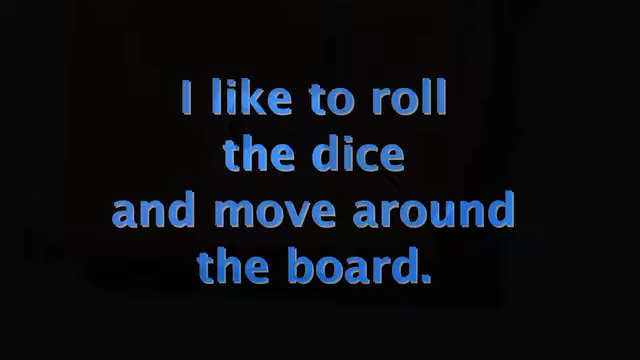 I like to roll
the dice
and move around
the board.